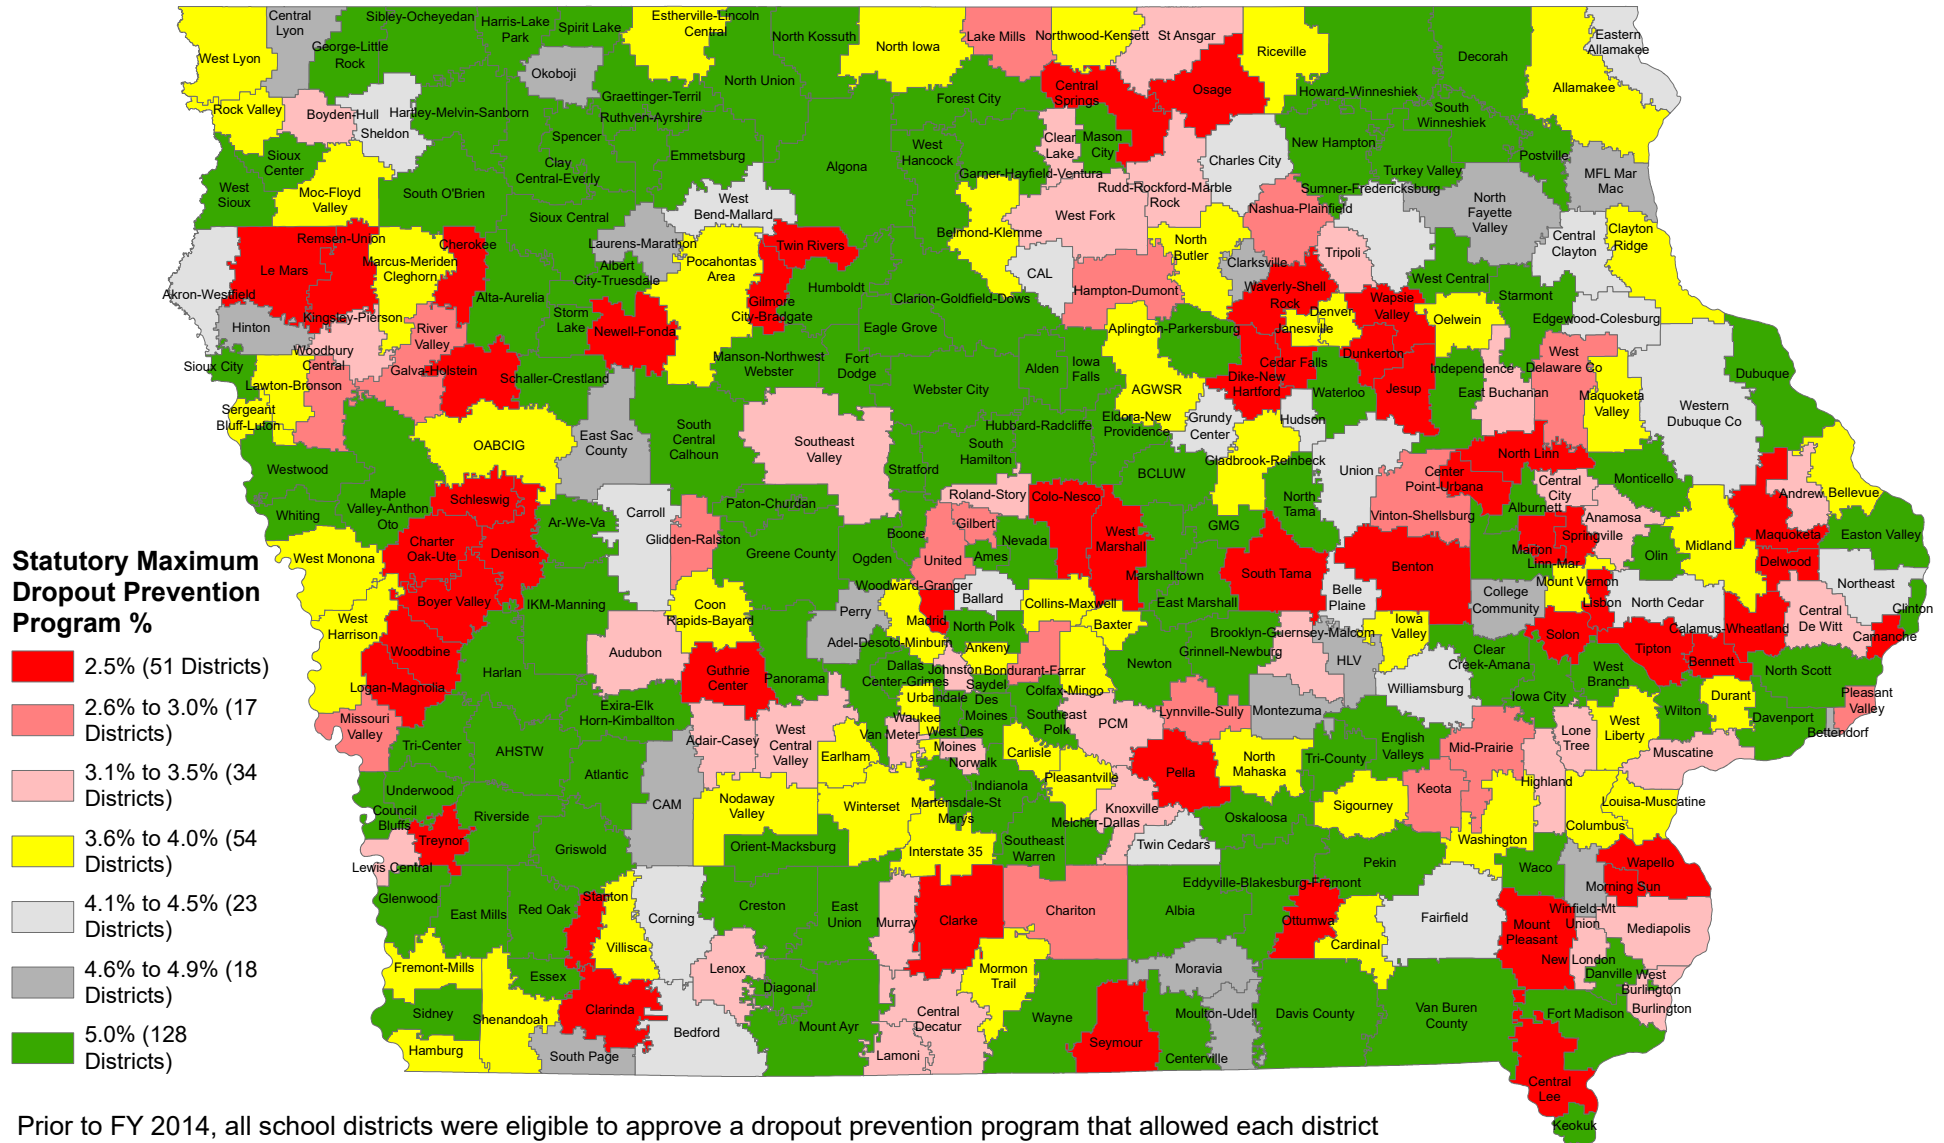 Central
Lyon
Sibley-Ocheyedan
Harris-Lake
Park
Spirit Lake
Estherville-Lincoln
Central
North Kossuth
North Iowa
Lake Mills
Northwood-Kensett
St Ansgar
Riceville
Decorah
Eastern
Allamakee
West Lyon
George-Little
Rock
Okoboji
North Union
Central
Springs
Osage
Howard-Winneshiek
Allamakee
Rock Valley
Boyden-Hull
Sheldon
Hartley-Melvin-Sanborn
Graettinger-Terril
Ruthven-Ayrshire
Forest City
South
Winneshiek
Spencer
Clear
Lake
Mason
City
New Hampton
Sioux
Center
Clay
Central-Everly
Emmetsburg
Algona
West
Hancock
Garner-Hayfield-Ventura
Charles City
Turkey Valley
Postville
MFL Mar
Mac
West
Sioux
Moc-Floyd
Valley
South O'Brien
West
Bend-Mallard
Rudd-Rockford-Marble
Rock
Sumner-Fredericksburg
North
Fayette
Valley
Sioux Central
Belmond-Klemme
West Fork
Nashua-Plainfield
Clayton
Ridge
Remsen-Union
Cherokee
Laurens-Marathon
Twin Rivers
North
Butler
Tripoli
Central
Clayton
Le Mars
Marcus-Meriden
Cleghorn
Albert
City-Truesdale
Pocahontas
Area
CAL
Clarksville
West Central
Akron-Westfield
Alta-Aurelia
Humboldt
Clarion-Goldfield-Dows
Hampton-Dumont
Waverly-Shell
Rock
Wapsie
Valley
Starmont
Hinton
Kingsley-Pierson
Storm
Lake
Newell-Fonda
Gilmore
City-Bradgate
Eagle Grove
Aplington-Parkersburg
Denver
Janesville
Oelwein
Edgewood-Colesburg
River
Valley
Woodbury
Central
Sioux City
Galva-Holstein
Schaller-Crestland
Manson-Northwest
Webster
Fort
Dodge
Alden
Iowa
Falls
Cedar Falls
Dunkerton
Independence
West
Delaware Co
Dubuque
Lawton-Bronson
Webster City
AGWSR
Dike-New
Hartford
Waterloo
Jesup
East Buchanan
Maquoketa
Valley
Western
Dubuque Co
Sergeant
Bluff-Luton
OABCIG
East Sac
County
South
Central
Calhoun
Southeast
Valley
Hubbard-Radcliffe
Eldora-New
Providence
Grundy
Center
Hudson
Westwood
South
Hamilton
Stratford
BCLUW
Gladbrook-Reinbeck
Union
North Linn
Center
Point-Urbana
Monticello
Whiting
Maple
Valley-Anthon
Oto
Schleswig
Carroll
Paton-Churdan
Roland-Story
Colo-Nesco
North
Tama
Central
City
Andrew
Bellevue
Ar-We-Va
Alburnett
Anamosa
Vinton-Shellsburg
Gilbert
GMG
Charter
Oak-Ute
Denison
Glidden-Ralston
Greene County
Boone
Nevada
West
Marshall
Springville
Maquoketa
Easton Valley
West Monona
Ogden
Ames
United
Marion
Linn-Mar
Olin
Midland
Delwood
Marshalltown
South Tama
Benton
Mount Vernon
Northeast
Boyer Valley
IKM-Manning
Coon
Rapids-Bayard
Woodward-Granger
Ballard
Collins-Maxwell
East Marshall
Belle
Plaine
College
Community
Lisbon
North Cedar
Clinton
West
Harrison
Perry
Madrid
North Polk
Baxter
Iowa
Valley
Solon
Calamus-Wheatland
Central
De Witt
Camanche
Woodbine
Audubon
Adel-Desoto-Minburn
Ankeny
Brooklyn-Guernsey-Malcom
Grinnell-Newburg
HLV
Clear
Creek-Amana
Tipton
Bennett
Harlan
Guthrie
Center
Panorama
Dallas
Center-Grimes
Johnston
Bondurant-Farrar
Saydel
Newton
North Scott
Logan-Magnolia
Urbandale
Des
Moines
Colfax-Mingo
Williamsburg
Iowa City
West
Branch
Durant
Pleasant
Valley
Missouri
Valley
Exira-Elk
Horn-Kimballton
Waukee
West Des
Moines
Southeast
Polk
PCM
Lynnville-Sully
Montezuma
Wilton
Davenport
Bettendorf
Tri-Center
AHSTW
Adair-Casey
West
Central
Valley
Van Meter
Norwalk
Carlisle
English
Valleys
Mid-Prairie
Lone
Tree
West
Liberty
Muscatine
Earlham
Pella
North
Mahaska
Tri-County
Atlantic
Pleasantville
Keota
Highland
Underwood
CAM
Indianola
Knoxville
Sigourney
Louisa-Muscatine
Council
Bluffs
Riverside
Nodaway
Valley
Winterset
Martensdale-St
Marys
Melcher-Dallas
Oskaloosa
Columbus
Treynor
Griswold
Orient-Macksburg
Interstate 35
Southeast
Warren
Twin Cedars
Washington
Lewis Central
Pekin
Waco
Wapello
Glenwood
East Mills
Red Oak
Stanton
Corning
Creston
East
Union
Murray
Clarke
Chariton
Albia
Eddyville-Blakesburg-Fremont
Ottumwa
Fairfield
Morning Sun
Winfield-Mt
Union
Mediapolis
Villisca
Cardinal
Mount
Pleasant
Fremont-Mills
Essex
Lenox
Diagonal
Mormon
Trail
Moravia
New London
Danville
West
Burlington
Burlington
Sidney
Shenandoah
Clarinda
Bedford
Mount Ayr
Central
Decatur
Wayne
Seymour
Moulton-Udell
Davis County
Van Buren
County
Fort Madison
Hamburg
South Page
Lamoni
Centerville
Central
Lee
Keokuk
Statutory Maximum
Dropout Prevention
Program %
2.5% (51 Districts)
2.6% to 3.0% (17
Districts)
3.1% to 3.5% (34
Districts)
3.6% to 4.0% (54
Districts)
4.1% to 4.5% (23
Districts)
4.6% to 4.9% (18
Districts)
5.0% (128
Districts)
Prior to FY 2014, all school districts were eligible to approve a dropout prevention program that allowed each district